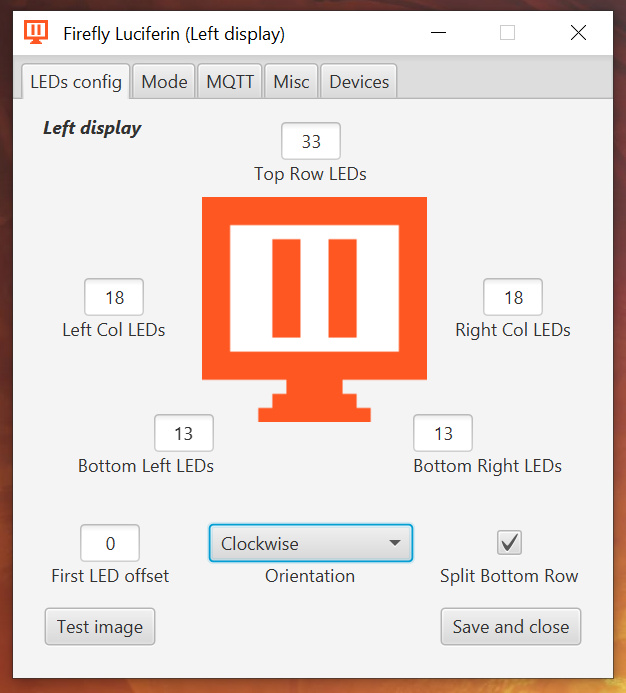 Firefly Luciferin (Left display)
LEDs config Mode MQTT Misc Devices
Left display
33
Top Row LEDs
18
Left Col LEDs
18
Right Col LEDs
13
Bottom Left LEDs
13
Bottom Right LEDs
0
First LED offset
Clockwise
Orientation
Split Bottom Row
Test image
Save and close